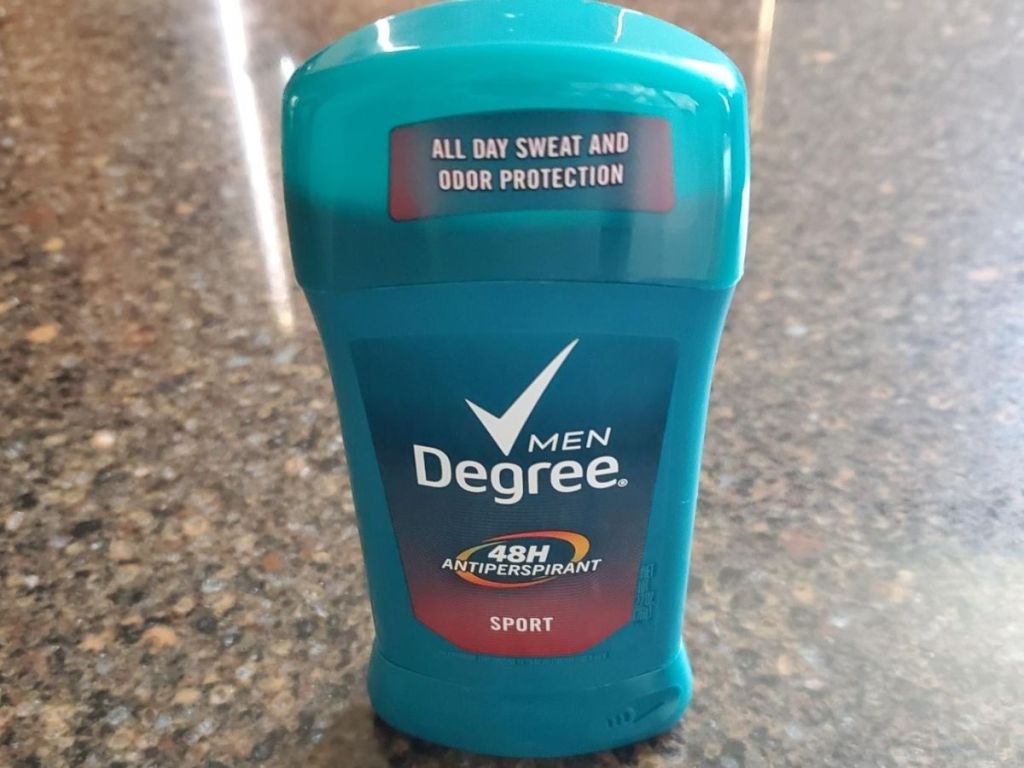 ALL DAY SWEAT AND
ODOR PROTECTION
MEN
Degree®
48H
ANTIPERSPIRANT
SPORT